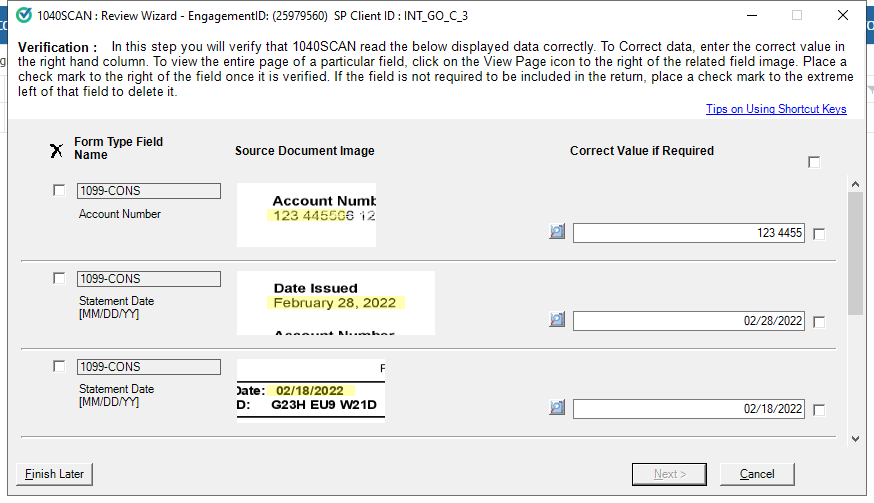 1040SCAN : Review Wizard - EngagementID: (25979560) SP Client ID : INT_GO_C_3
Verification : In this step you will verify that 1040SCAN read the below displayed data correctly. To Correct data, enter the correct value in
the right hand column. To view the entire page of a particular field, click on the View Page icon to the right of the related field image. Place a
check mark to the right of the field once it is verified. If the field is not required to be included in the return, place a check mark to the extreme
left of that field to delete it.
Tips on Using Shortcut Keys
Form Type Field
Name
Source Document Image
Correct Value if Required
1099-CONS
Account Number
Account Numb
123 445506 12
123 4455
1099-CONS
Statement Date
[MM/DD/YY]
Date Issued
February 28, 2022
Account Number
02/28/2022
1099-CONS
Statement Date
[MM/DD/YY]
F
Date: 02/18/2022
D: G23H EU9 W21D
02/18/2022
Finish Later
Next >
Cancel